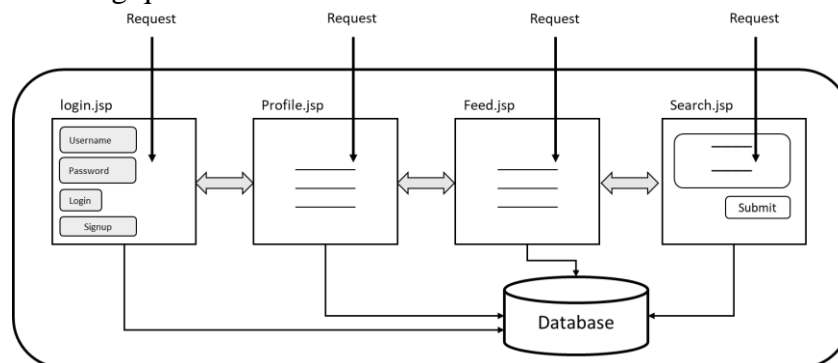 Request Request Request Request
login.jsp Profile.jsp Feed.jsp Search.jsp
Username
Password
Login
Signup
Submit
Database